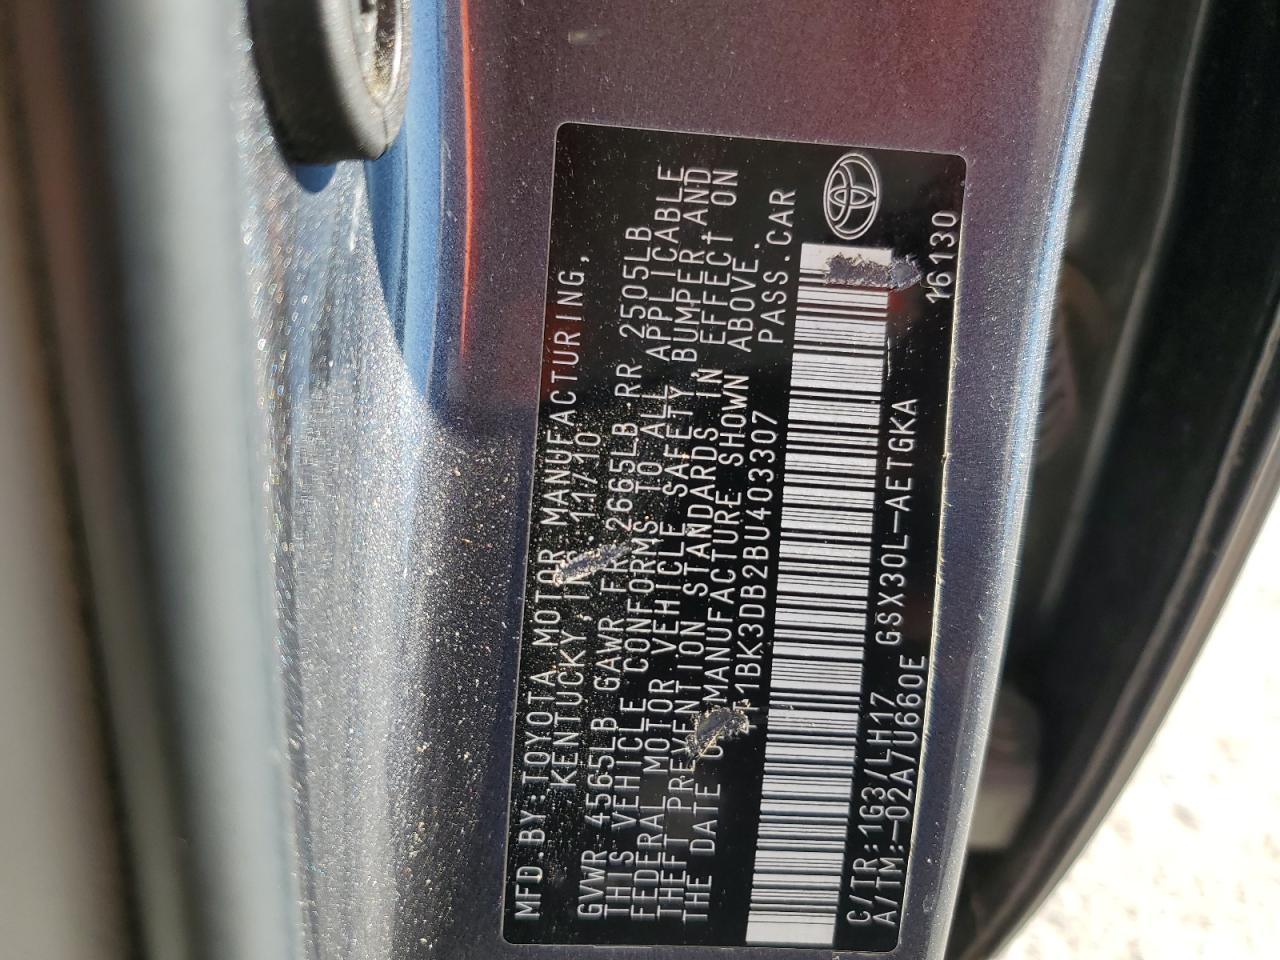 MFD.BY:TOYOTA MOTOR MANUFACTURING,
KENTUCKY, 11/10
GVWR 4565LB GAWR FR 2665LB RR 2505LB
THIS VEHICLE CONFORMS TO ALL APPLICABLE
FEDERAL MOTOR VEHICLE SAFETY, BUMPER, AND
THEFT PREVENTION STANDARDS IN EFFECT ON
THE DATE MANUFACTURE SHOWN ABOVE.
1BK3DB2BU403307 PASS.CAR
C/TR:1G3/LH17 GSX30L-AETGKA
A/TM:-02A/U660E 16130